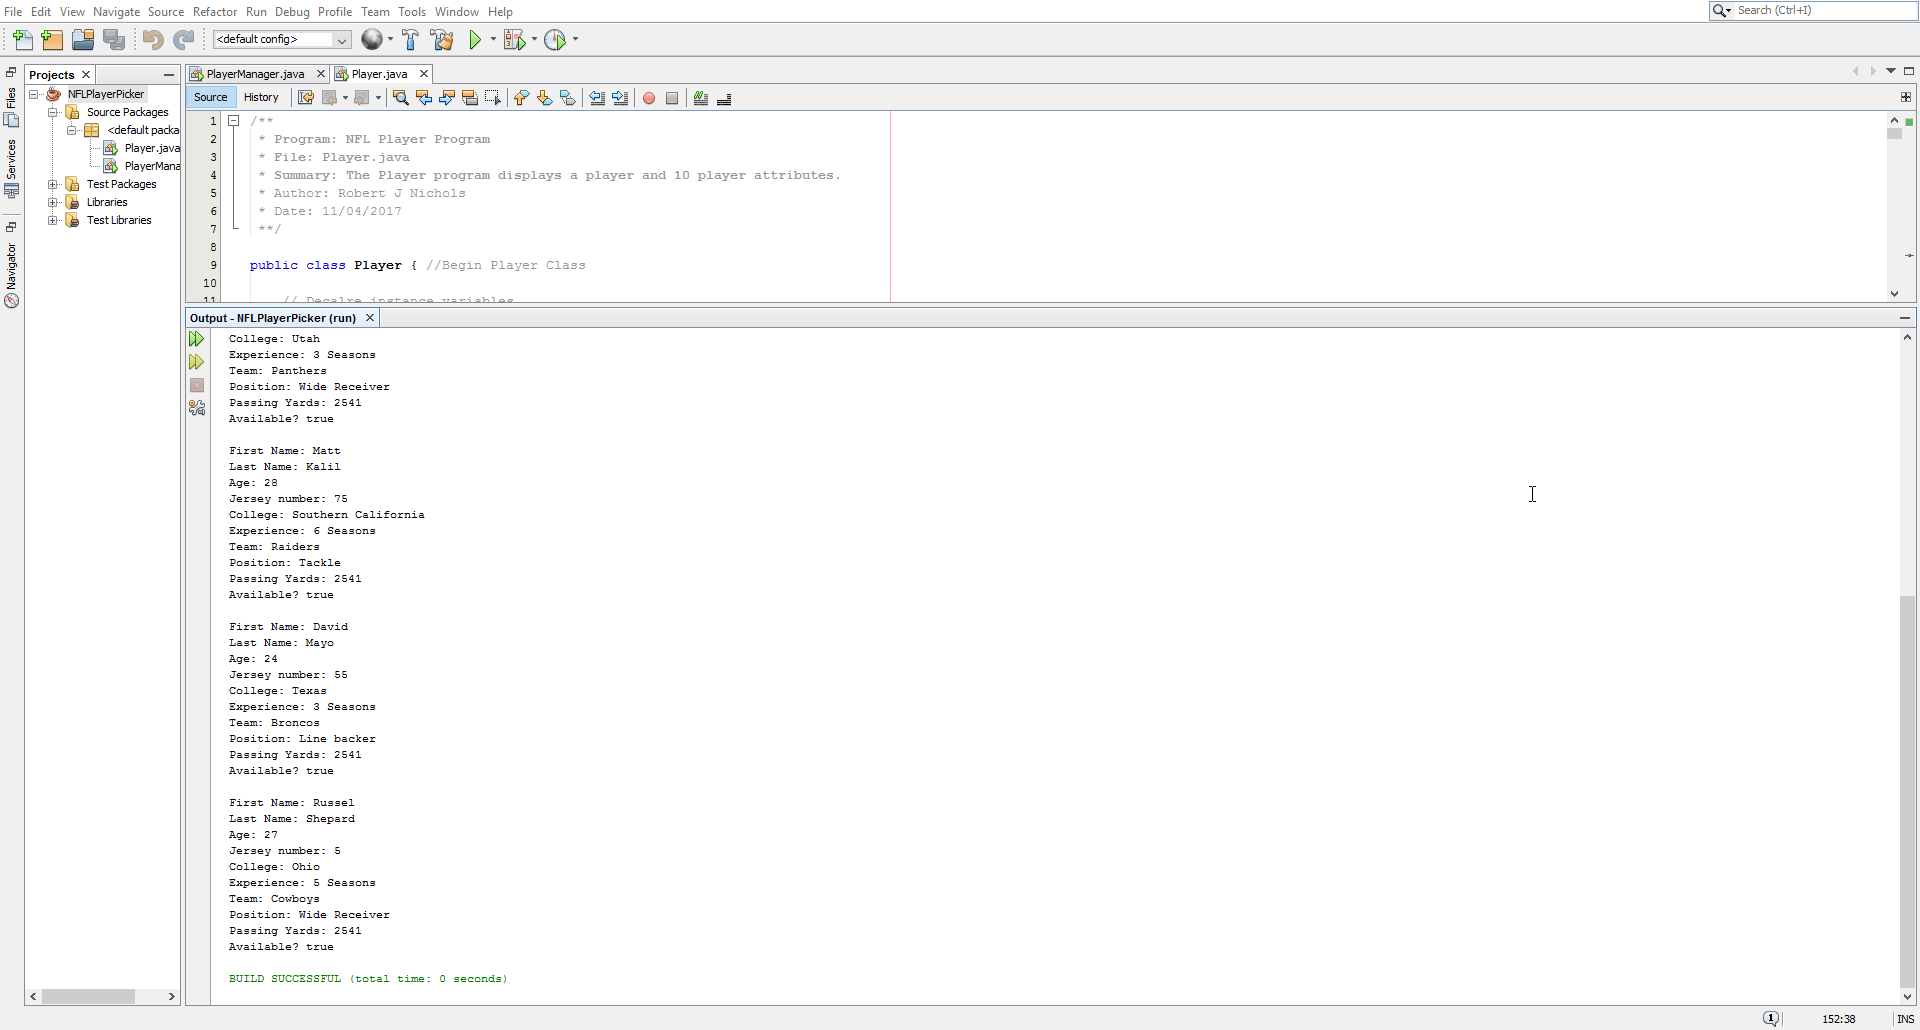 File Edit View Navigate Source Refactor Run Debug Profile Team Tools Window Help
Search (Ctrl+I)
<default config>
Files
Services
Navigator
Projects
NFLPlayerPicker
Source Packages
<default packa
Player.java
PlayerMana
Test Packages
Libraries
Test Libraries
PlayerManager.java
Player.java
Source History
1 /**
2 * Program: NFL Player Program
3 * File: Player.java
4 * Summary: The Player program displays a player and 10 player attributes.
5 * Author: Robert J Nichols
6 * Date: 11/04/2017
7 **/
8
9 public class Player { //Begin Player Class
10
11 // Decalre instance variables
Output - NFLPlayerPicker (run)
College: Utah
Experience: 3 Seasons
Team: Panthers
Position: Wide Receiver
Passing Yards: 2541
Available? true
First Name: Matt
Last Name: Kalil
Age: 28
Jersey number: 75
College: Southern California
Experience: 6 Seasons
Team: Raiders
Position: Tackle
Passing Yards: 2541
Available? true
First Name: David
Last Name: Mayo
Age: 24
Jersey number: 55
College: Texas
Experience: 3 Seasons
Team: Broncos
Position: Line backer
Passing Yards: 2541
Available? true
First Name: Russel
Last Name: Shepard
Age: 27
Jersey number: 5
College: Ohio
Experience: 5 Seasons
Team: Cowboys
Position: Wide Receiver
Passing Yards: 2541
Available? true
BUILD SUCCESSFUL (total time: 0 seconds)
1
152:38
INS